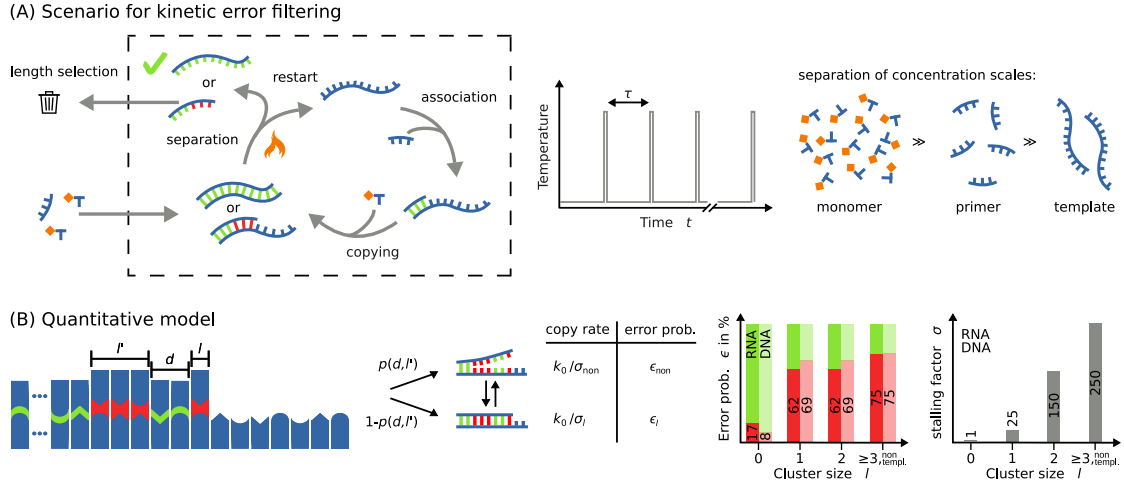 (A) Scenario for kinetic error filtering
length selection
or
restart
association
separation
or
copying
Temperature
τ
Time t
separation of concentration scales:
≫
≫
monomer
primer
template
(B) Quantitative model
l'
d
l
...
...
p(d,l')
1-p(d,l')
copy rate
error prob.
k₀/σnon
ϵnon
k₀/σl
ϵl
Error prob. ϵ in %
RNA
DNA
17
8
62
69
62
69
75
75
0
1
2
≥3, non templ.
Cluster size l
stalling factor σ
RNA
DNA
1
25
150
250
0
1
2
≥3, non templ.
Cluster size l